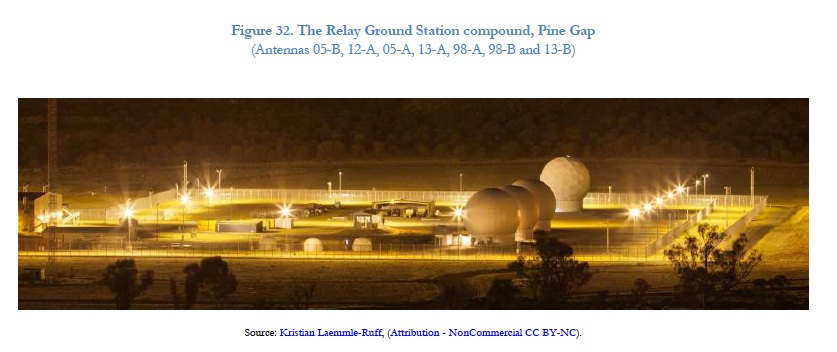 Figure 32. The Relay Ground Station compound, Pine Gap
(Antennas 05-B, 12-A, 05-A, 13-A, 98-A, 98-B and 13-B)
Source: Kristian Laemmle-Ruff, (Attribution - NonCommercial CC BY-NC).